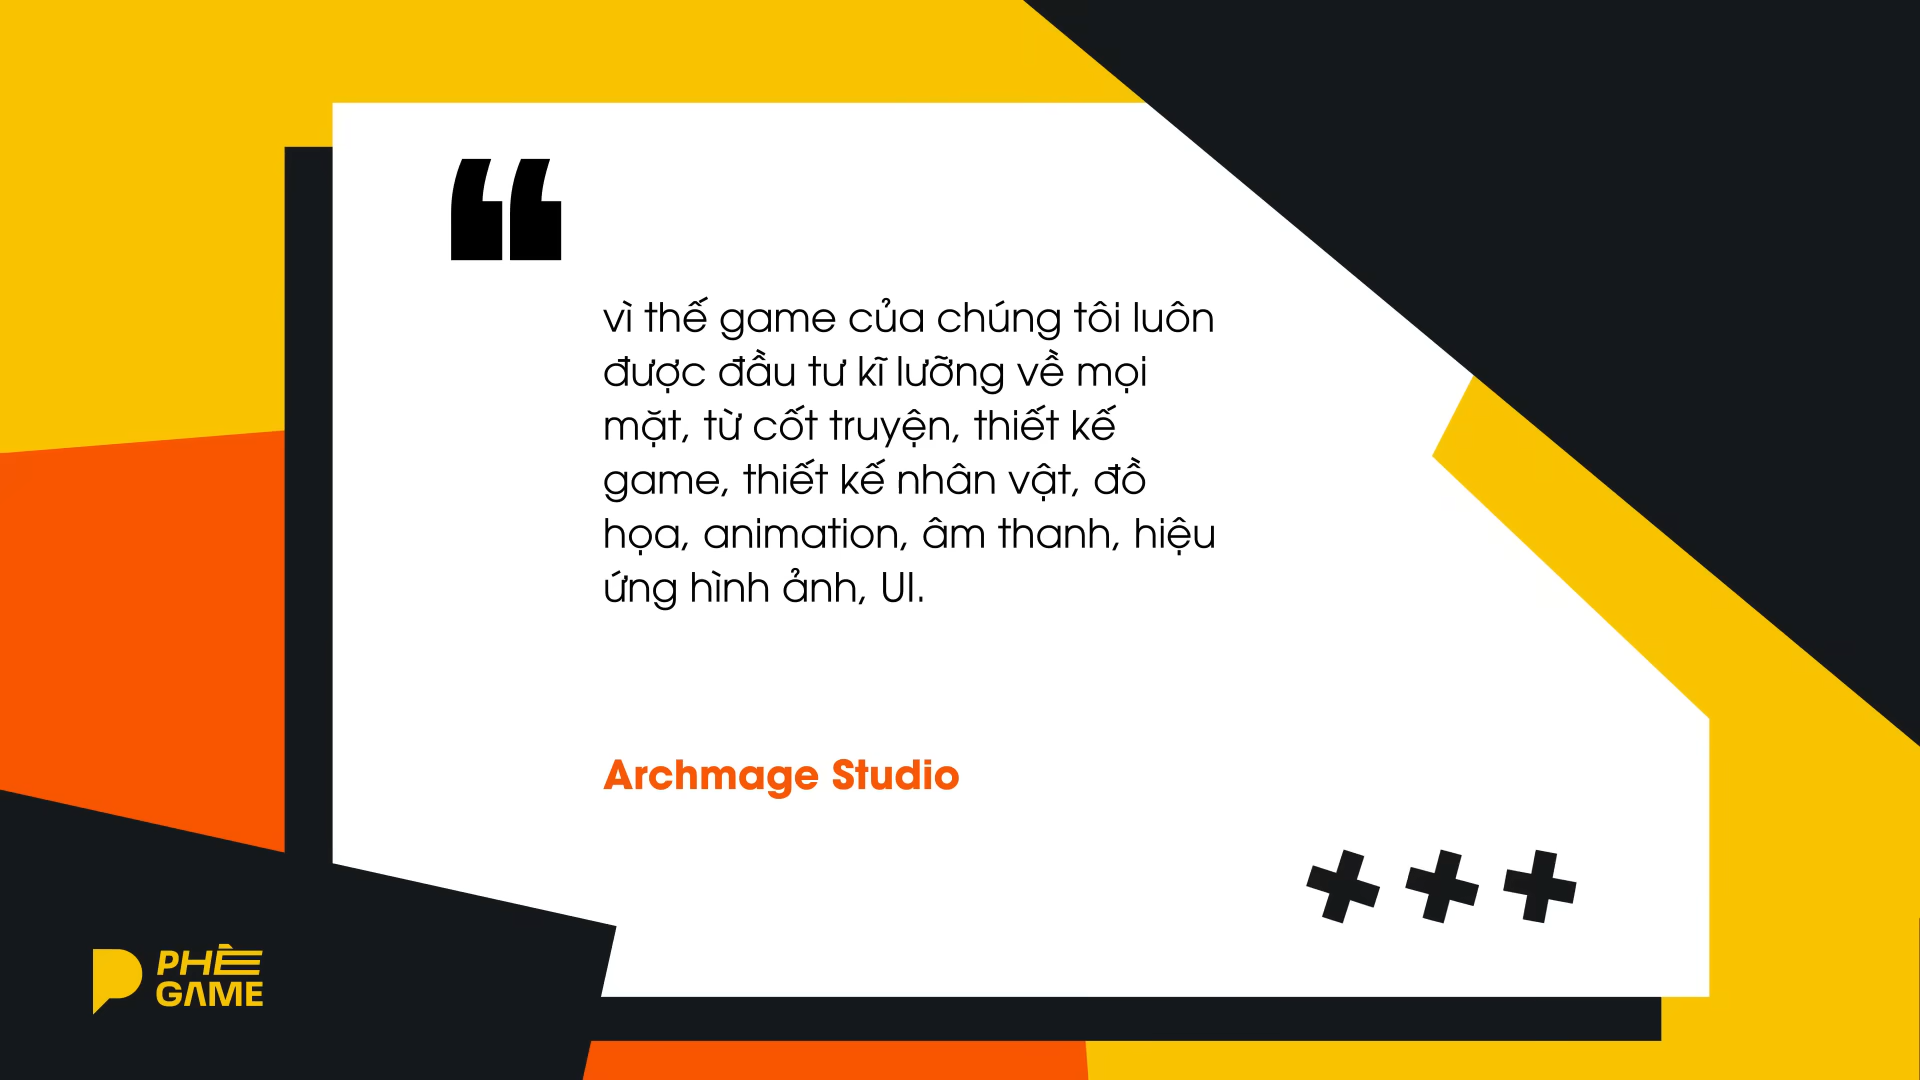 “
vì thế game của chúng tôi luôn
được đầu tư kĩ lưỡng về mọi
mặt, từ cốt truyện, thiết kế
game, thiết kế nhân vật, đồ
họa, animation, âm thanh, hiệu
ứng hình ảnh, UI.
Archmage Studio
PHÊ
GAME